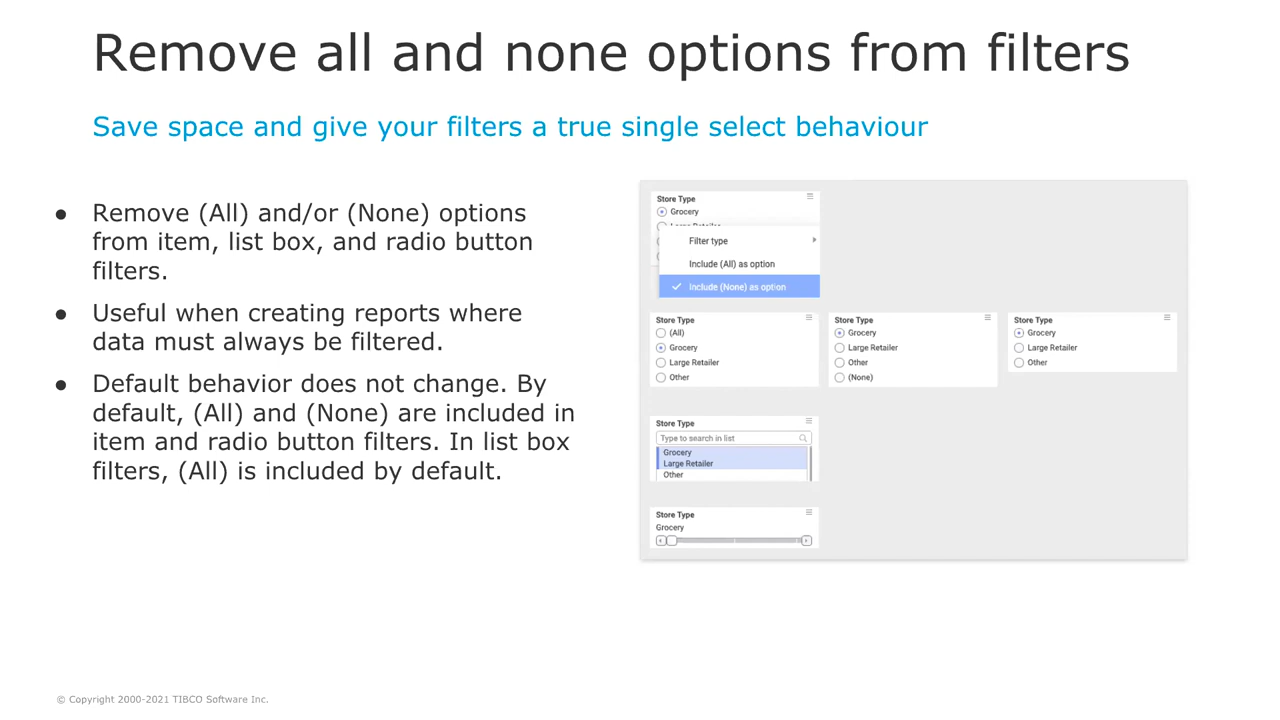 Remove all and none options from filters
Save space and give your filters a true single select behaviour
● Remove (All) and/or (None) options
from item, list box, and radio button
filters.
● Useful when creating reports where
data must always be filtered.
● Default behavior does not change. By
default, (All) and (None) are included in
item and radio button filters. In list box
filters, (All) is included by default.
Store Type
Grocery
Large Retailer
Filter type
Include (All) as option
Include (None) as option
Store Type
(All)
Grocery
Large Retailer
Other
Store Type
Grocery
Large Retailer
Other
(None)
Store Type
Grocery
Large Retailer
Other
Store Type
Type to search in list
Grocery
Large Retailer
Other
Store Type
Grocery
© Copyright 2000-2021 TIBCO Software Inc.